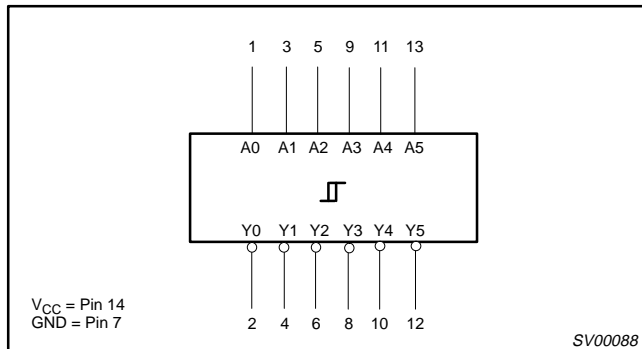 1 3 5 9 11 13
A0 A1 A2 A3 A4 A5
Y0 Y1 Y2 Y3 Y4 Y5
2 4 6 8 10 12
VCC = Pin 14
GND = Pin 7
SV00088